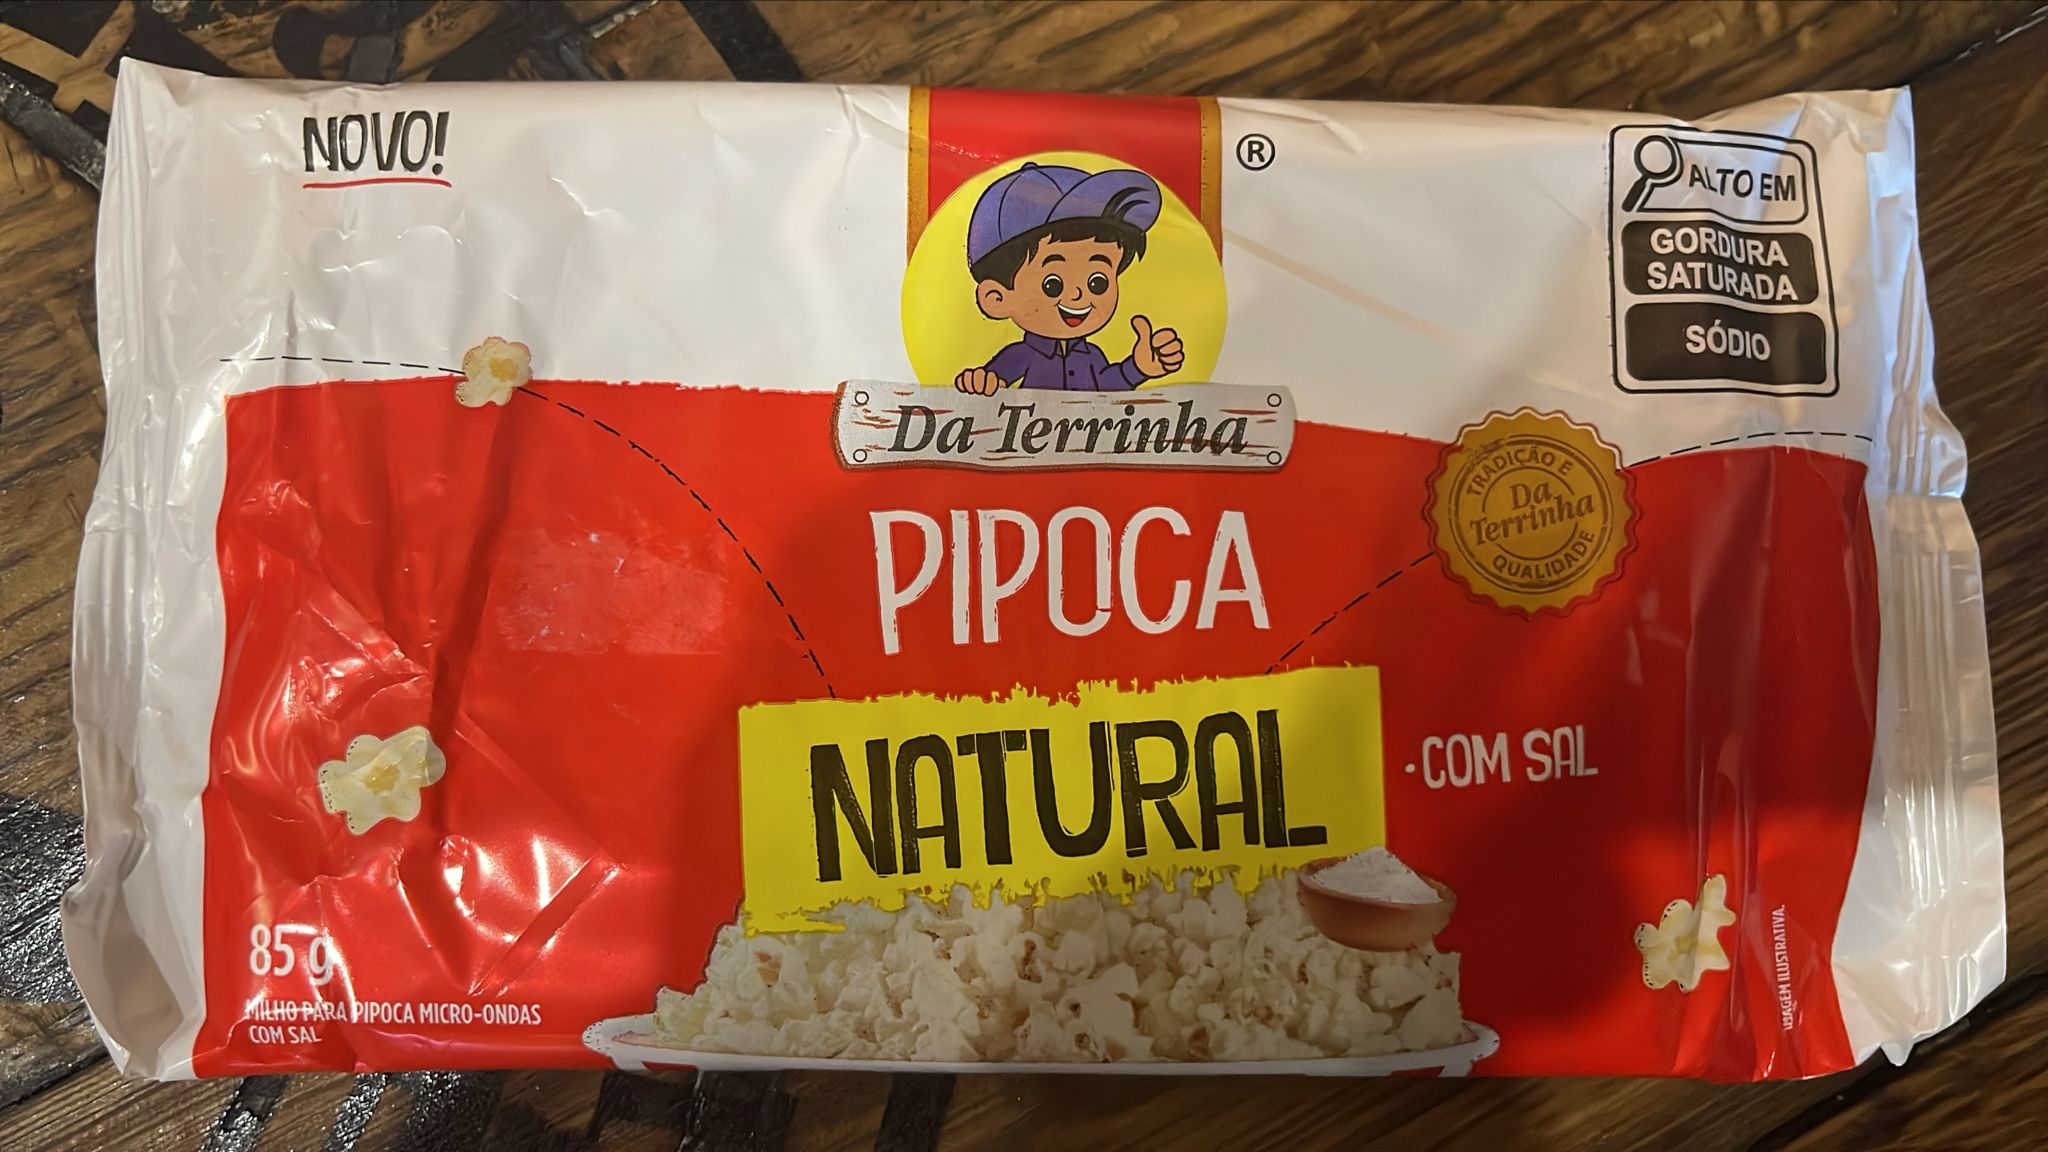 NOVO!
®
ALTO EM
GORDURA
SATURADA
SÓDIO
Da Terrinha
TRADIÇÃO E
Da
Terrinha
QUALIDADE
PIPOCA
NATURAL
•COM SAL
85 g
MILHO PARA PIPOCA MICRO-ONDAS
COM SAL
IMAGEM ILUSTRATIVA.